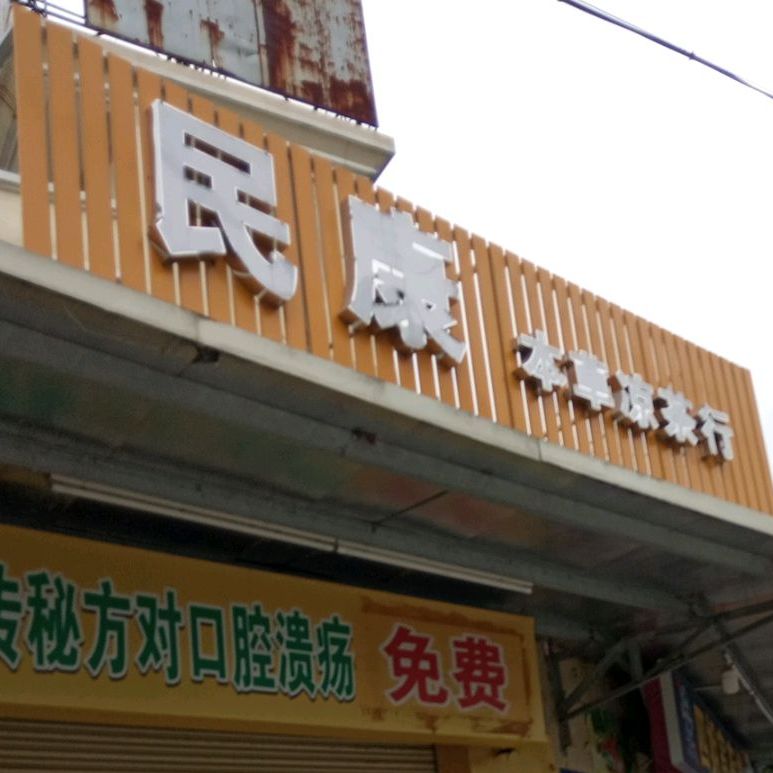 民康 本草凉茶行
传秘方对口腔溃疡 免费